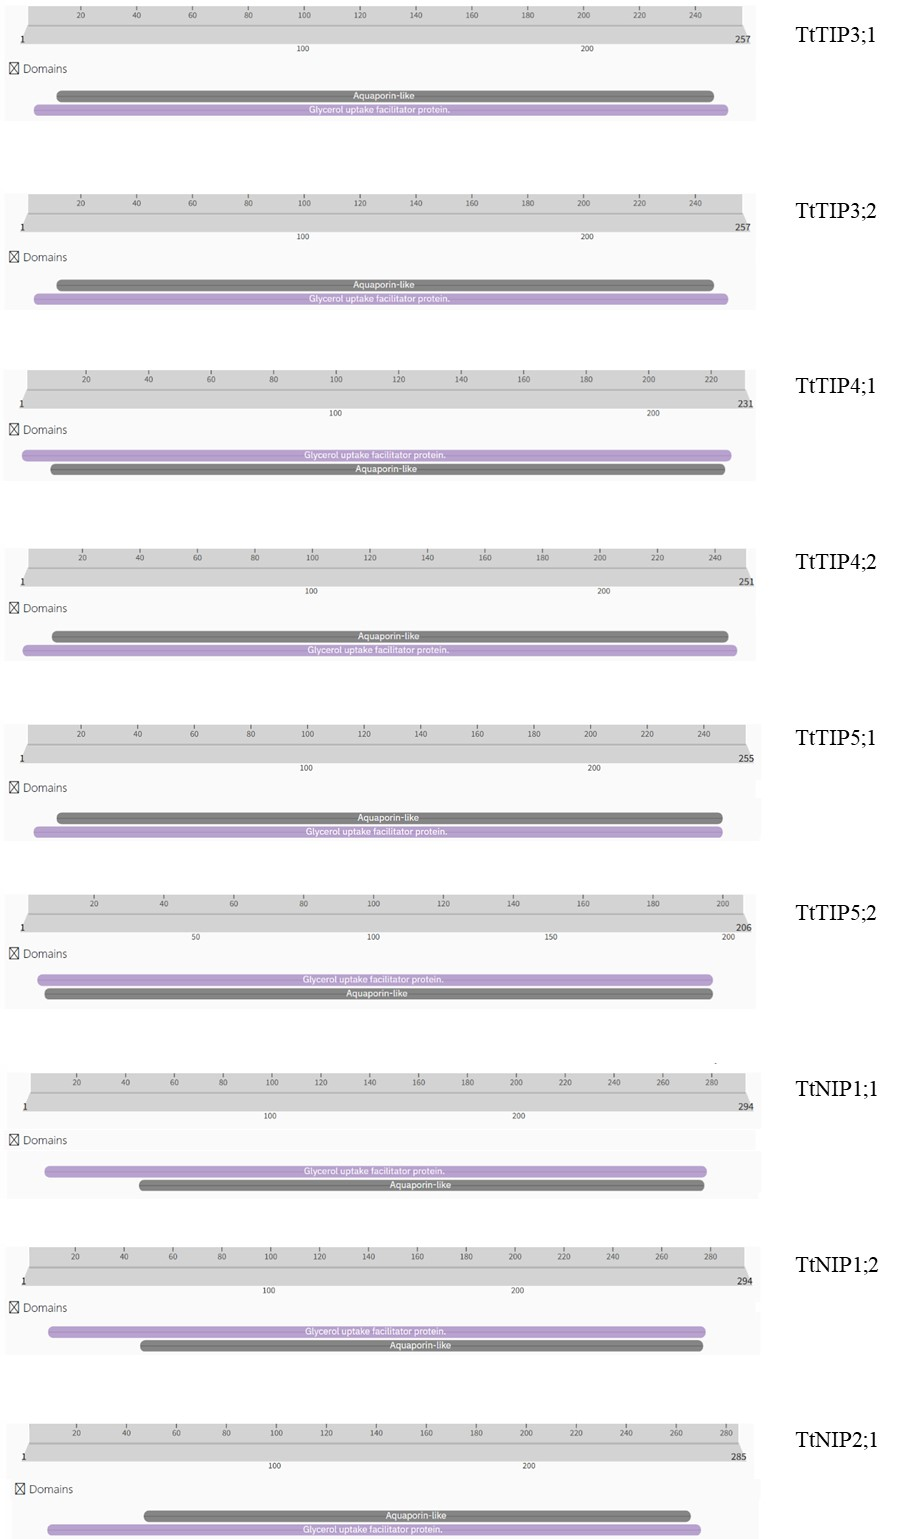 20 40 60 80 100 120 140 160 180 200 220 240
TtTIP3;1
1 257
100 200
Domains
Aquaporin-like
Glycerol uptake facilitator protein.
20 40 60 80 100 120 140 160 180 200 220 240
TtTIP3;2
1 257
100 200
Domains
Aquaporin-like
Glycerol uptake facilitator protein.
20 40 60 80 100 120 140 160 180 200 220
TtTIP4;1
1 231
100 200
Domains
Glycerol uptake facilitator protein.
Aquaporin-like
20 40 60 80 100 120 140 160 180 200 220 240
TtTIP4;2
1 251
100 200
Domains
Aquaporin-like
Glycerol uptake facilitator protein.
20 40 60 80 100 120 140 160 180 200 220 240
TtTIP5;1
1 255
100 200
Domains
Aquaporin-like
Glycerol uptake facilitator protein.
20 40 60 80 100 120 140 160 180 200
TtTIP5;2
1 206
50 100 150 200
Domains
Glycerol uptake facilitator protein.
Aquaporin-like
20 40 60 80 100 120 140 160 180 200 220 240 260 280
TtNIP1;1
1 294
100 200
Domains
Glycerol uptake facilitator protein.
Aquaporin-like
20 40 60 80 100 120 140 160 180 200 220 240 260 280
TtNIP1;2
1 294
100 200
Domains
Glycerol uptake facilitator protein.
Aquaporin-like
20 40 60 80 100 120 140 160 180 200 220 240 260 280
TtNIP2;1
1 285
100 200
Domains
Aquaporin-like
Glycerol uptake facilitator protein.